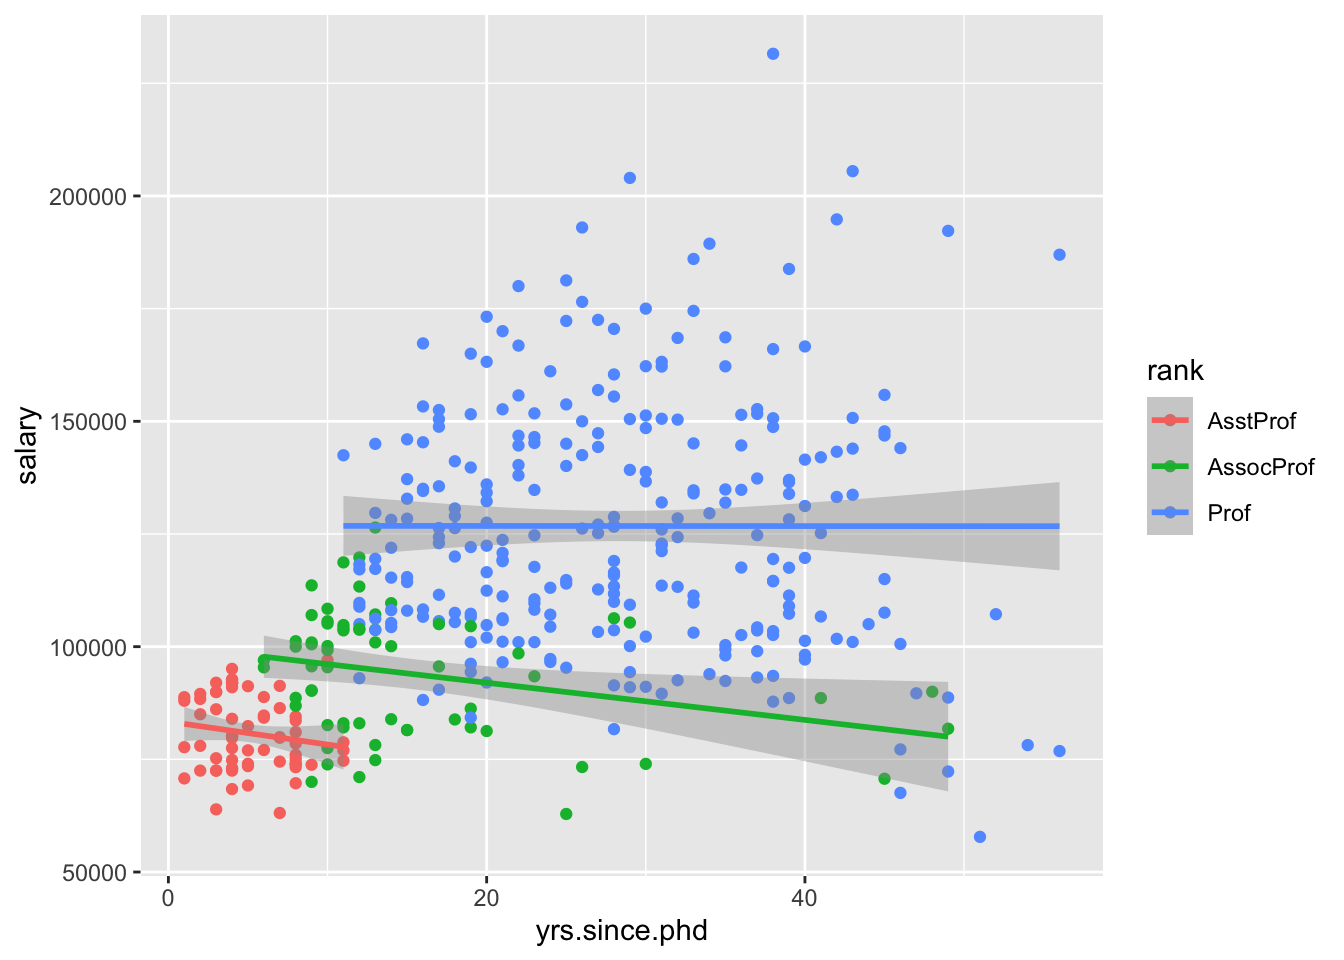 salary
200000
150000
100000
50000
0
20
40
yrs.since.phd
rank
AsstProf
AssocProf
Prof